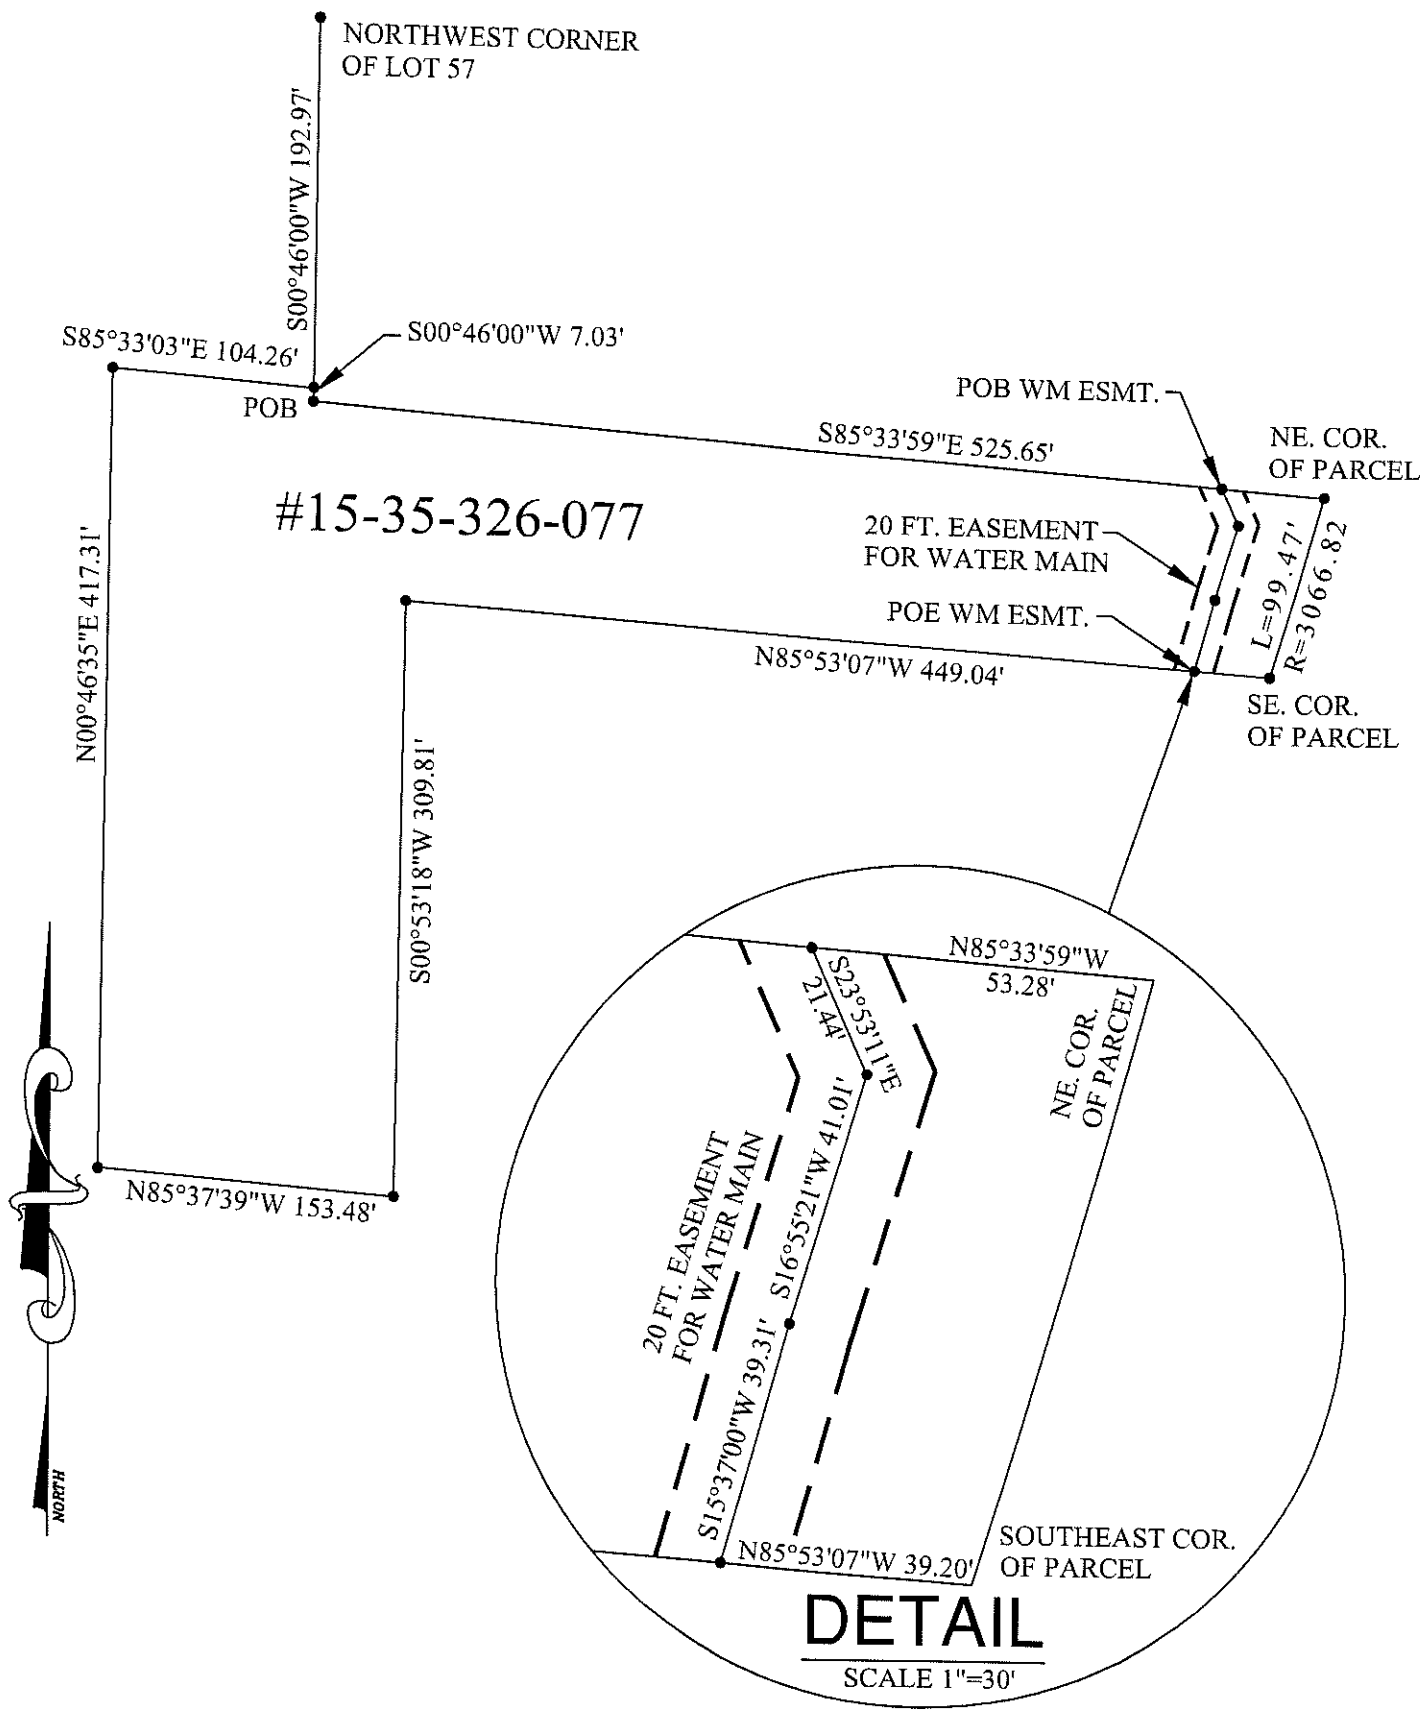 NORTHWEST CORNER
OF LOT 57
S00°46'00"W 192.97'
S85°33'03"E 104.26'
S00°46'00"W 7.03'
POB
POB WM ESMT.
S85°33'59"E 525.65'
NE. COR.
OF PARCEL
#15-35-326-077
20 FT. EASEMENT
FOR WATER MAIN
L=99.47'
R=3066.82
POE WM ESMT.
N85°53'07"W 449.04'
SE. COR.
OF PARCEL
N00°46'35"E 417.31'
S00°53'18"W 309.81'
N85°37'39"W 153.48'
NORTH
N85°33'59"W
53.28'
S23°53'11"E
21.44'
NE. COR.
OF PARCEL
S16°55'21"W 41.01'
20 FT. EASEMENT
FOR WATER MAIN
S15°37'00"W 39.31'
N85°53'07"W 39.20'
SOUTHEAST COR.
OF PARCEL
DETAIL
SCALE 1"=30'